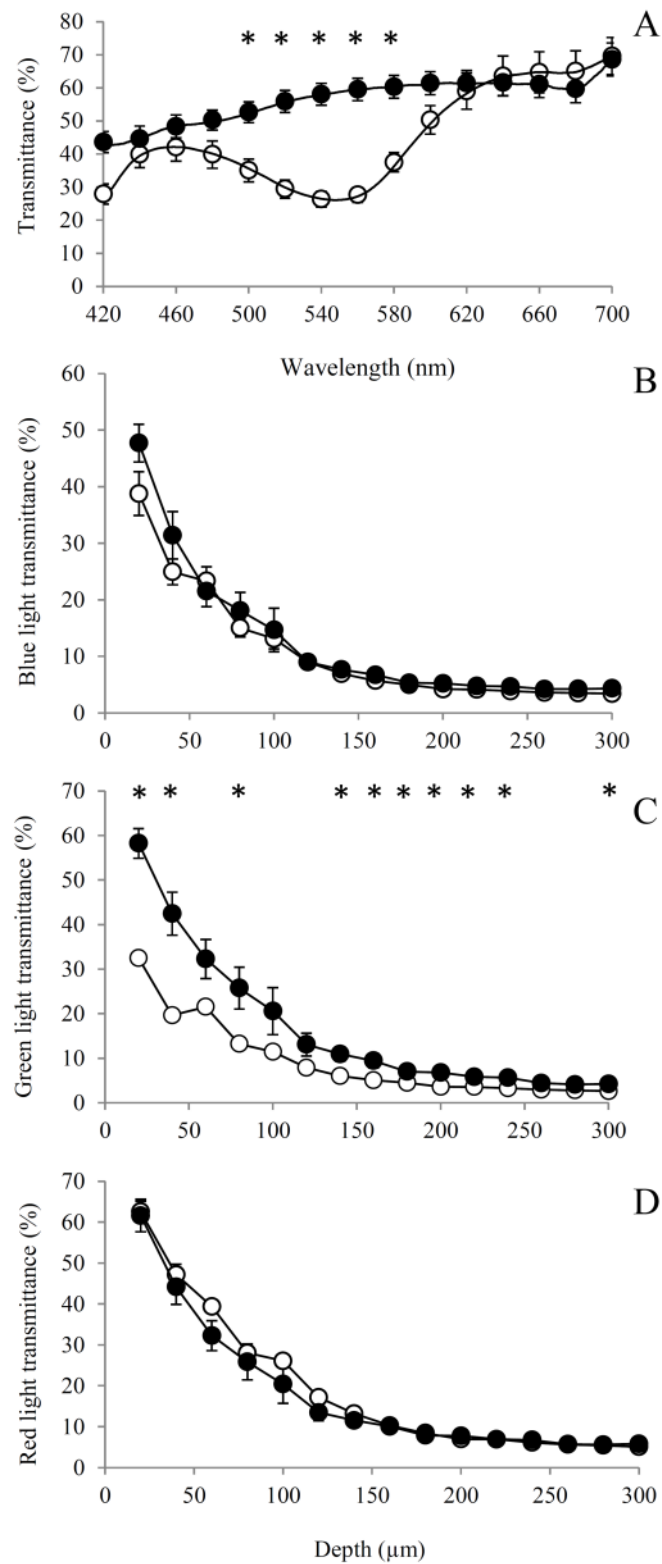 A
* * * * *
Transmittance (%)
80
70
60
50
40
30
20
10
0
420 460 500 540 580 620 660 700
Wavelength (nm)
B
Blue light transmittance (%)
60
50
40
30
20
10
0
0 50 100 150 200 250 300
C
* * * * * * * * * *
Green light transmittance (%)
70
60
50
40
30
20
10
0
0 50 100 150 200 250 300
D
Red light transmittance (%)
70
60
50
40
30
20
10
0
0 50 100 150 200 250 300
Depth (µm)